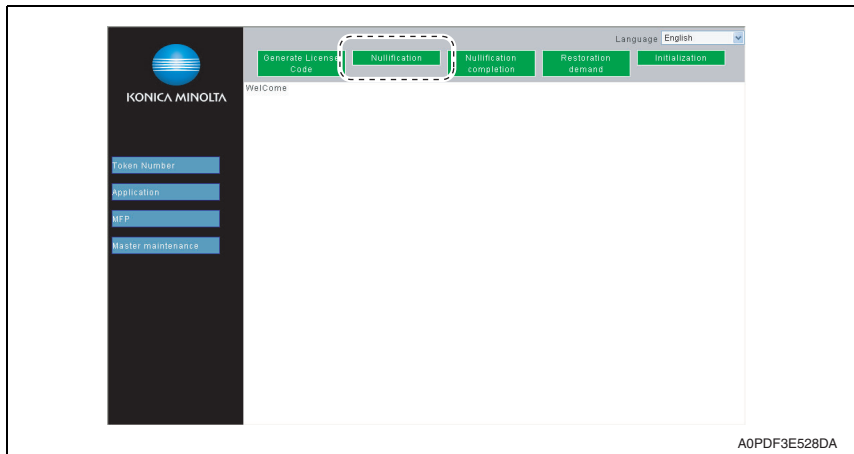 Language English
Generate License Code
Nullification
Nullification completion
Restoration demand
Initialization
KONICA MINOLTA
WelCome
Token Number
Application
MFP
Master maintenance
A0PDF3E528DA